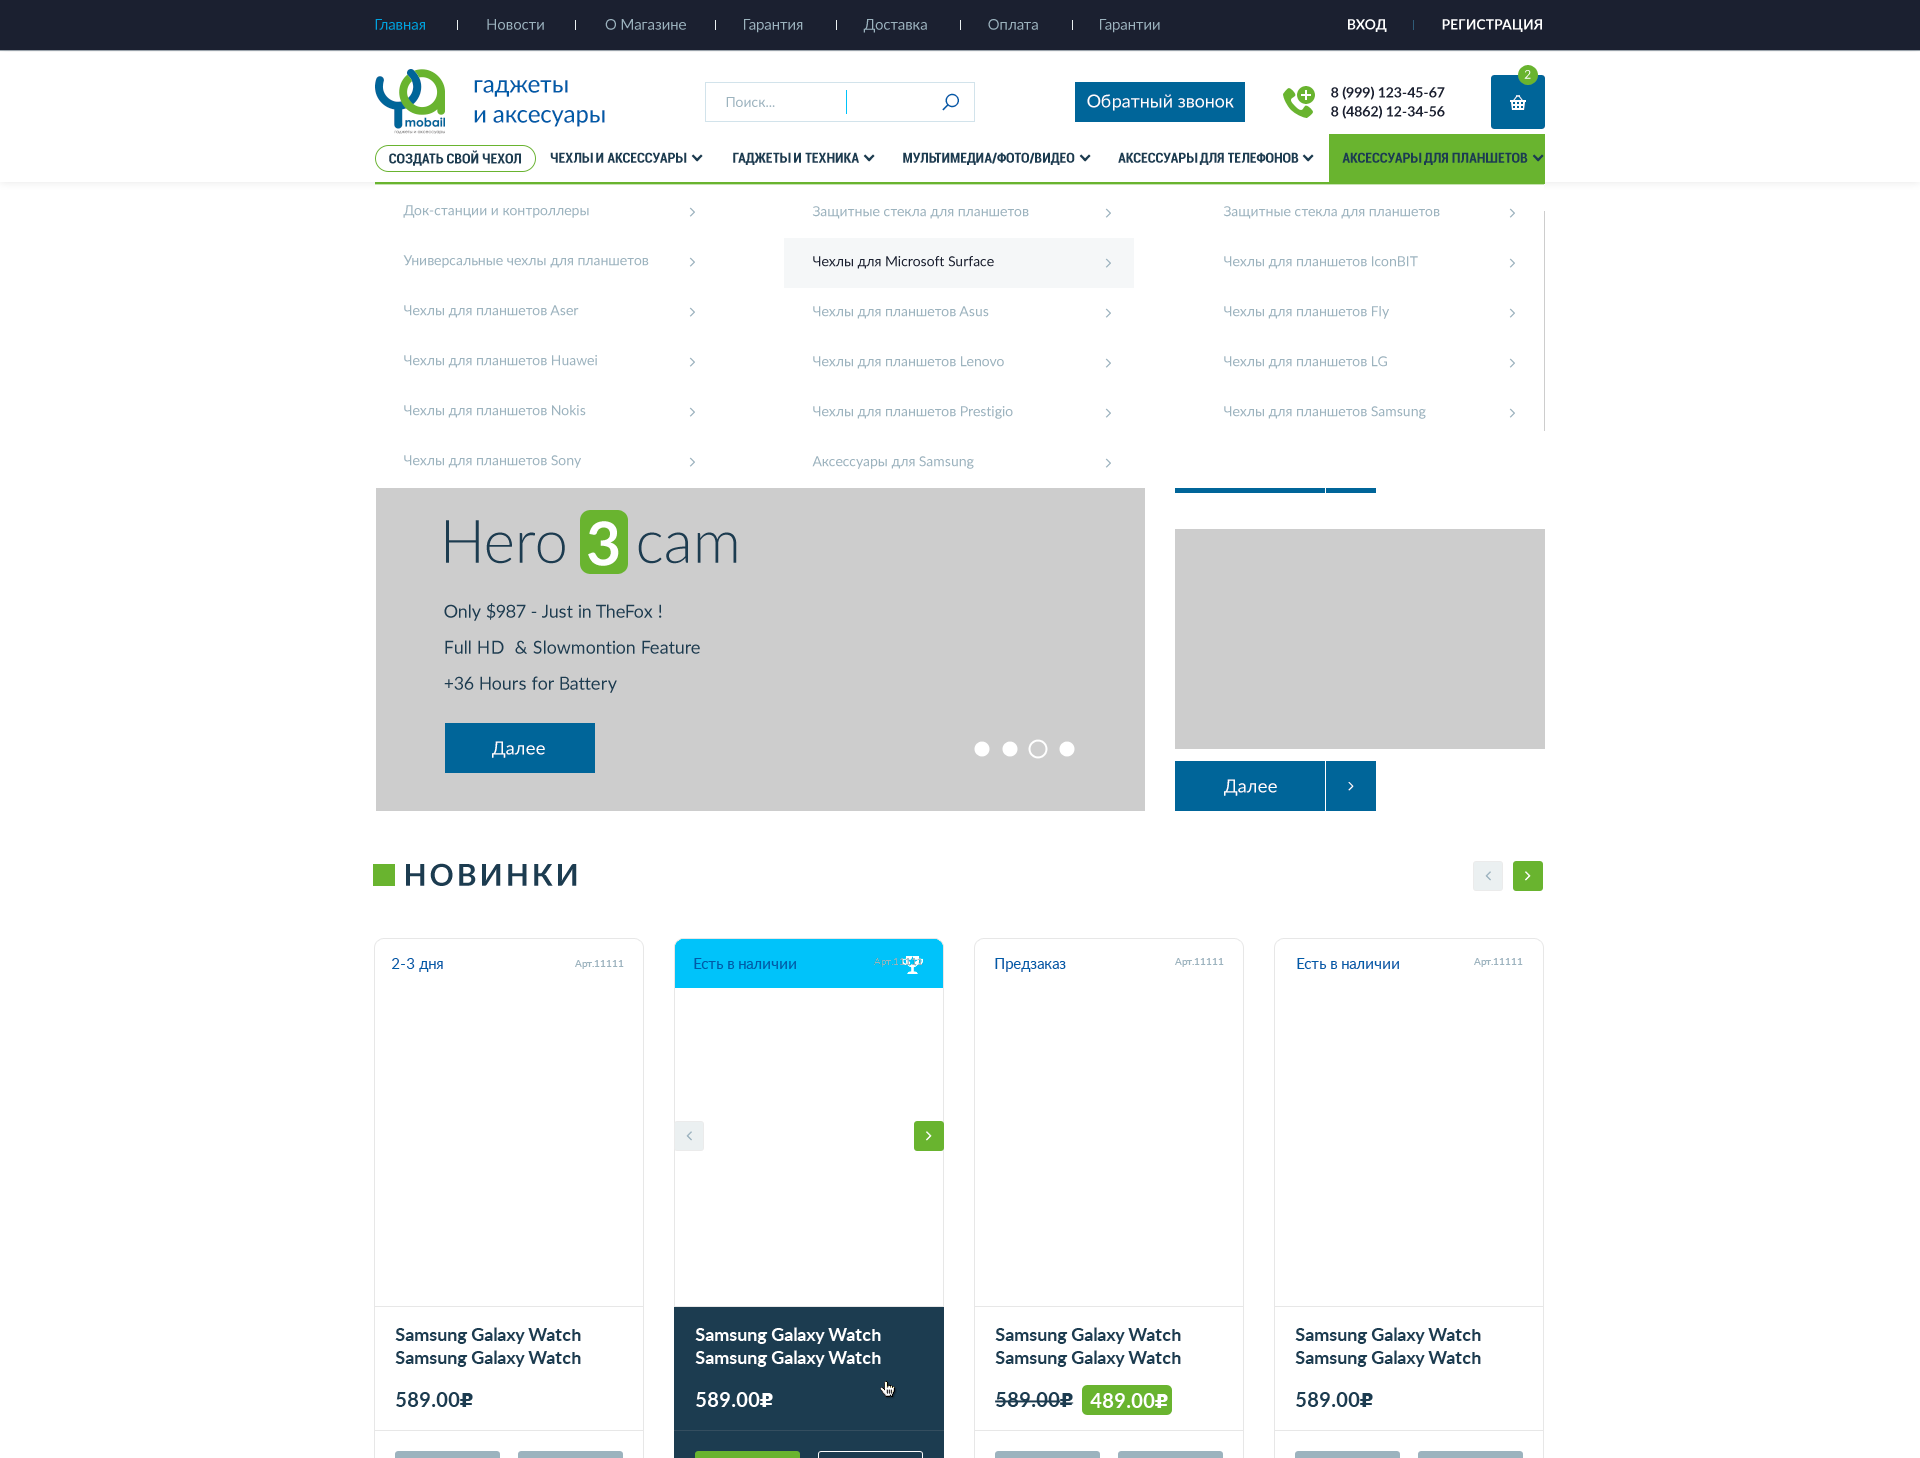 Главная Новости О Магазине Гарантия Доставка Оплата Гарантии ВХОД РЕГИСТРАЦИЯ
mobail
гаджеты
и аксесуары
Поиск...
Обратный звонок
8 (999) 123-45-67
8 (4862) 12-34-56
2
СОЗДАТЬ СВОЙ ЧЕХОЛ ЧЕХЛЫ И АКСЕССУАРЫ ГАДЖЕТЫ И ТЕХНИКА МУЛЬТИМЕДИА/ФОТО/ВИДЕО АКСЕССУАРЫ ДЛЯ ТЕЛЕФОНОВ АКСЕССУАРЫ ДЛЯ ПЛАНШЕТОВ
Док-станции и контроллеры
Универсальные чехлы для планшетов
Чехлы для планшетов Aser
Чехлы для планшетов Huawei
Чехлы для планшетов Nokis
Чехлы для планшетов Sony
Защитные стекла для планшетов
Чехлы для Microsoft Surface
Чехлы для планшетов Asus
Чехлы для планшетов Lenovo
Чехлы для планшетов Prestigio
Аксессуары для Samsung
Защитные стекла для планшетов
Чехлы для планшетов IconBIT
Чехлы для планшетов Fly
Чехлы для планшетов LG
Чехлы для планшетов Samsung
Hero 3 cam
Only $987 - Just in TheFox !
Full HD & Slowmontion Feature
+36 Hours for Battery
Далее
Далее
НОВИНКИ
2-3 дня Арт.11111
Samsung Galaxy Watch
Samsung Galaxy Watch
589.00₽
Есть в наличии
Samsung Galaxy Watch
Samsung Galaxy Watch
589.00₽
Предзаказ Арт.11111
Samsung Galaxy Watch
Samsung Galaxy Watch
589.00₽ 489.00₽
Есть в наличии Арт.11111
Samsung Galaxy Watch
Samsung Galaxy Watch
589.00₽